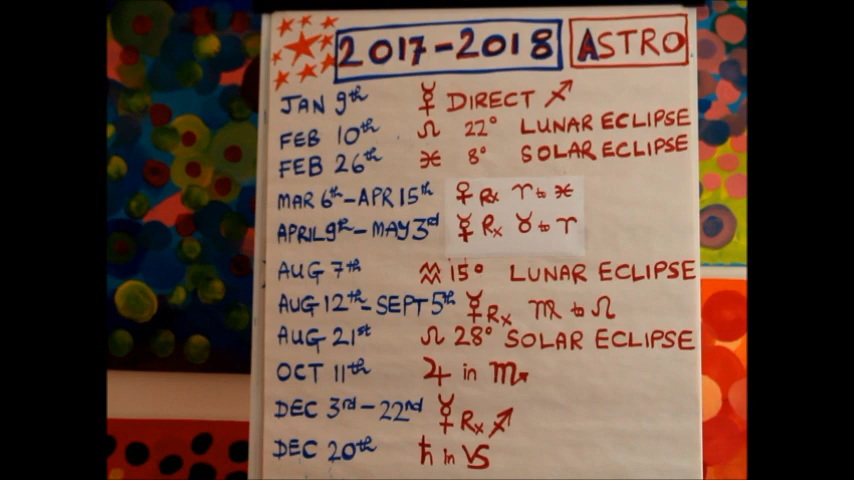 2017-2018 ASTRO
JAN 9th ☿ DIRECT ♐
FEB 10th ♌ 22° LUNAR ECLIPSE
FEB 26th ♓ 8° SOLAR ECLIPSE
MAR 6th-APR 15th ♀ Rx ♈ to ♓
APRIL 9th-MAY 3rd ☿ Rx ♉ to ♈
AUG 7th ♒ 15° LUNAR ECLIPSE
AUG 12th-SEPT 5th ☿ Rx ♍ to ♌
AUG 21st ♌ 28° SOLAR ECLIPSE
OCT 11th ♃ in ♏
DEC 3rd-22nd ☿ Rx ♐
DEC 20th ♄ in ♑